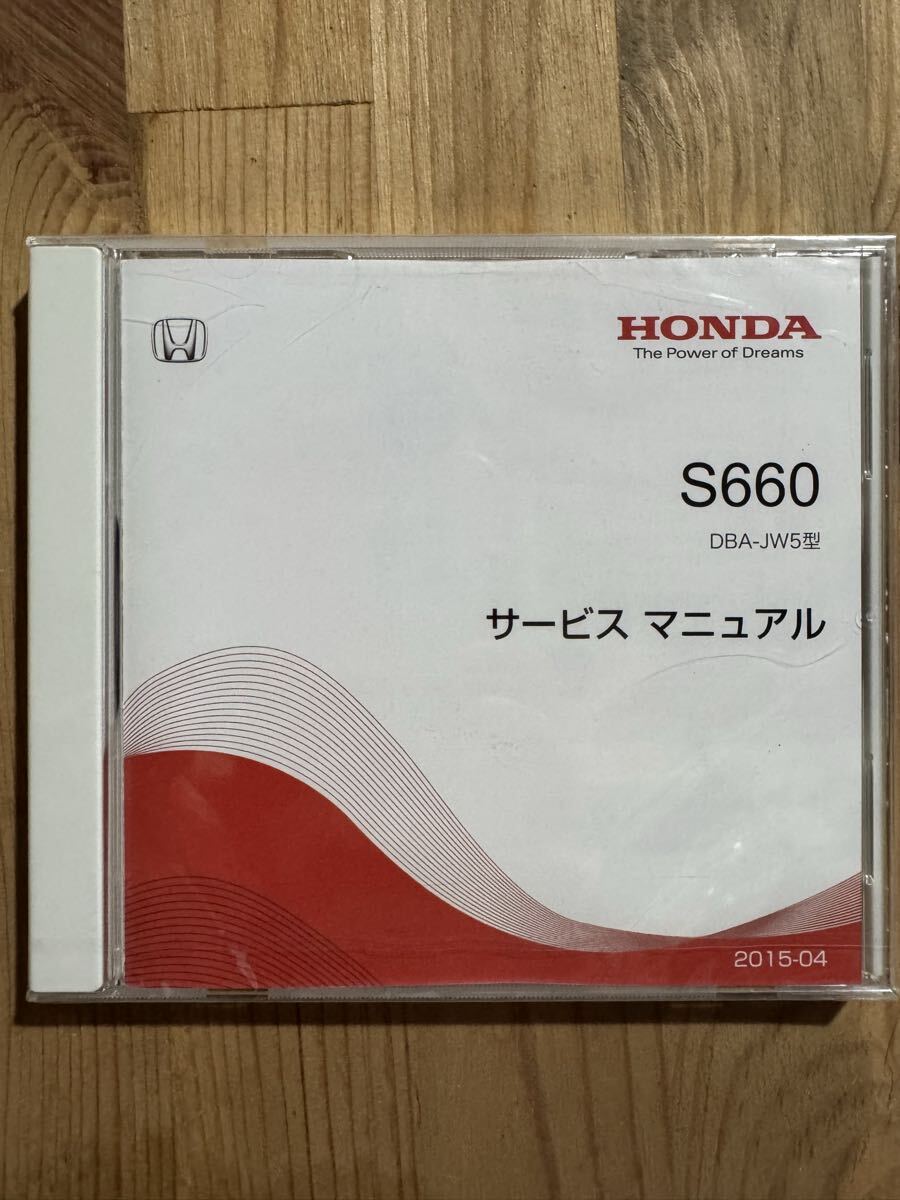 HONDA
The Power of Dreams
S660
DBA-JW5型
サービス マニュアル
2015-04